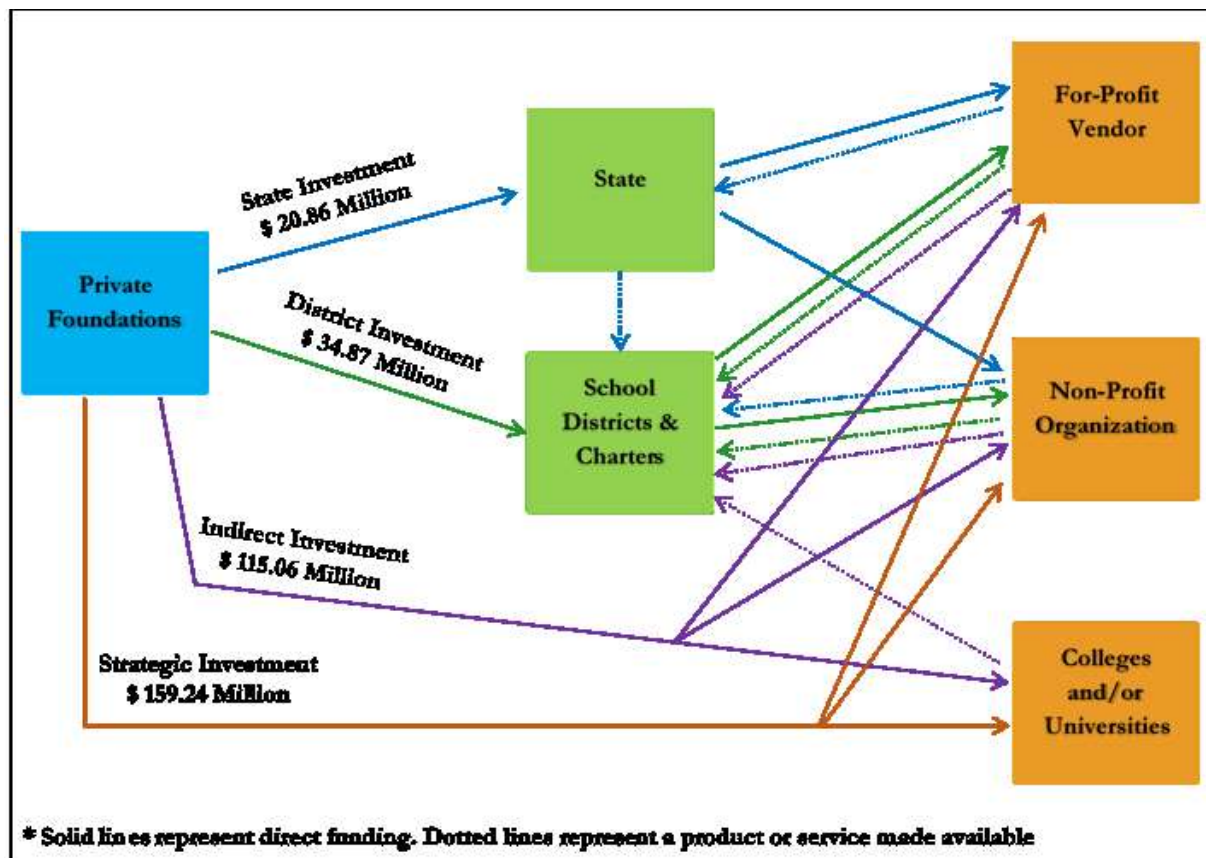 For-Profit
Vendor
State
State Investment
$ 20.86 Million
Private
Foundations
District Investment
$ 34.87 Million
School
Districts &
Charters
Non-Profit
Organization
Indirect Investment
$ 115.06 Million
Strategic Investment
$ 159.24 Million
Colleges
and/or
Universities
* Solid lines represent direct funding. Dotted lines represent a product or service made available